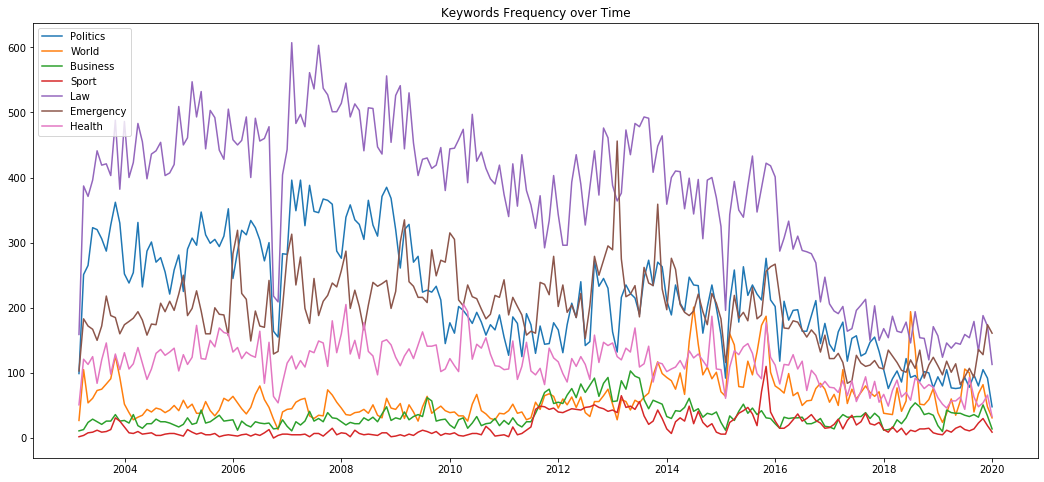 Keywords Frequency over Time
Politics
World
Business
Sport
Law
Emergency
Health
600
500
400
300
200
100
0
2004 2006 2008 2010 2012 2014 2016 2018 2020